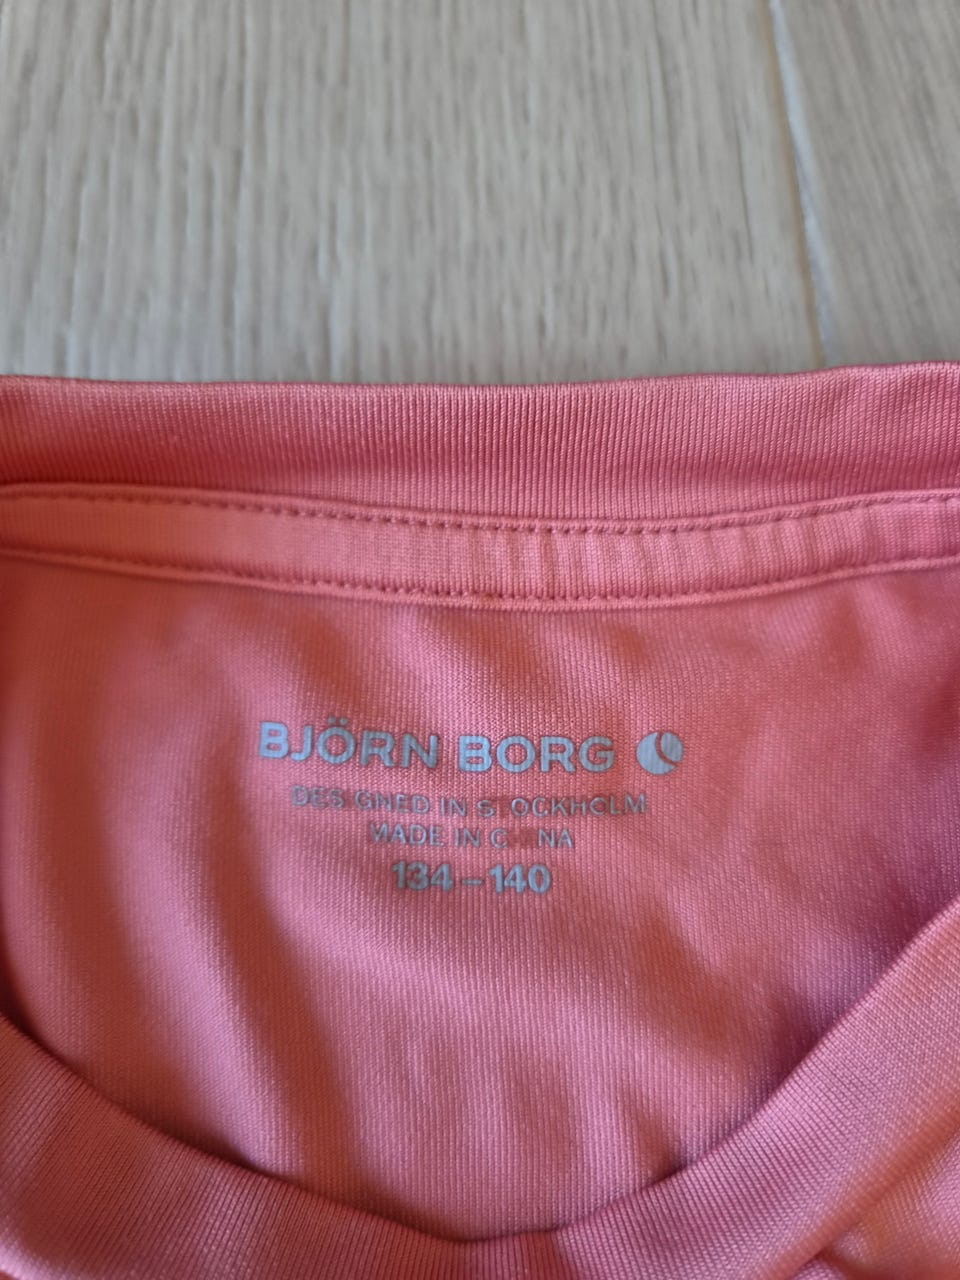 BJÖRN BORG
DESIGNED IN STOCKHOLM
MADE IN CHINA
134-140